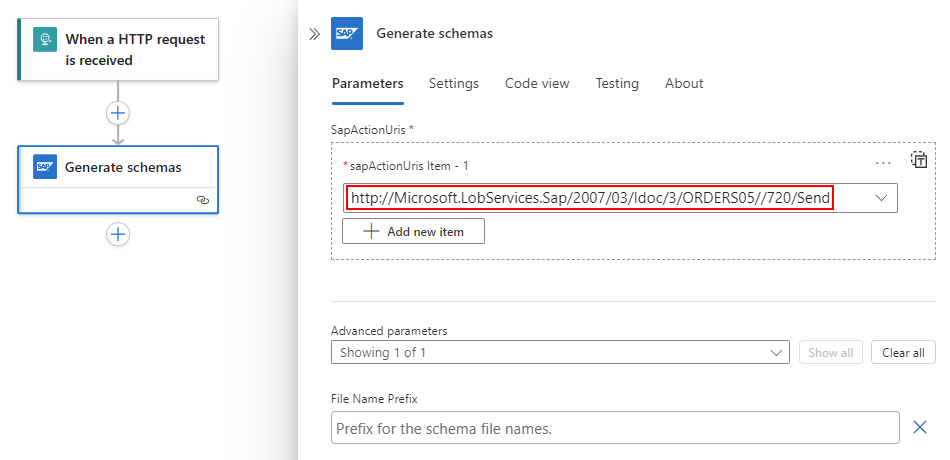 When a HTTP request
is received
SAP
Generate schemas
SAP
Generate schemas
Parameters
Settings
Code view
Testing
About
SapActionUris *
*sapActionUris Item - 1
http://Microsoft.LobServices.Sap/2007/03/Idoc/3/ORDERS05//720/Send
Add new item
Advanced parameters
Showing 1 of 1
Show all
Clear all
File Name Prefix
Prefix for the schema file names.